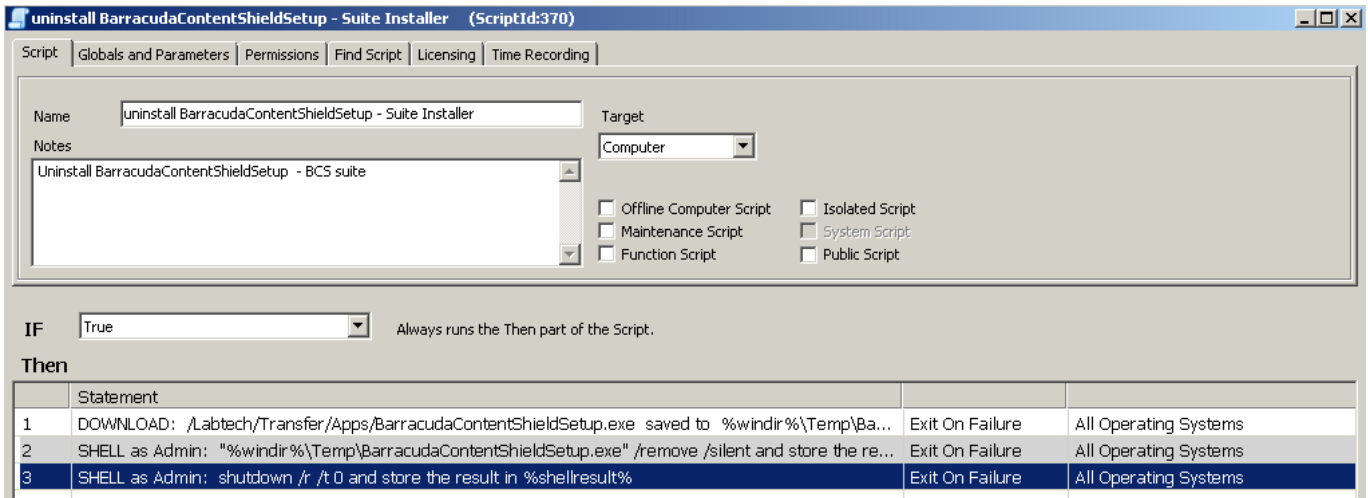 uninstall BarracudaContentShieldSetup - Suite Installer (ScriptId:370)
Script Globals and Parameters Permissions Find Script Licensing Time Recording
Name uninstall BarracudaContentShieldSetup - Suite Installer Target
Notes Computer
Uninstall BarracudaContentShieldSetup - BCS suite
Offline Computer Script Isolated Script
Maintenance Script System Script
Function Script Public Script
IF True Always runs the Then part of the Script.
Then
Statement
1 DOWNLOAD: /Labtech/Transfer/Apps/BarracudaContentShieldSetup.exe saved to %windir%\Temp\Ba... Exit On Failure All Operating Systems
2 SHELL as Admin: "%windir%\Temp\BarracudaContentShieldSetup.exe" /remove /silent and store the re... Exit On Failure All Operating Systems
3 SHELL as Admin: shutdown /r /t 0 and store the result in %shellresult% Exit On Failure All Operating Systems